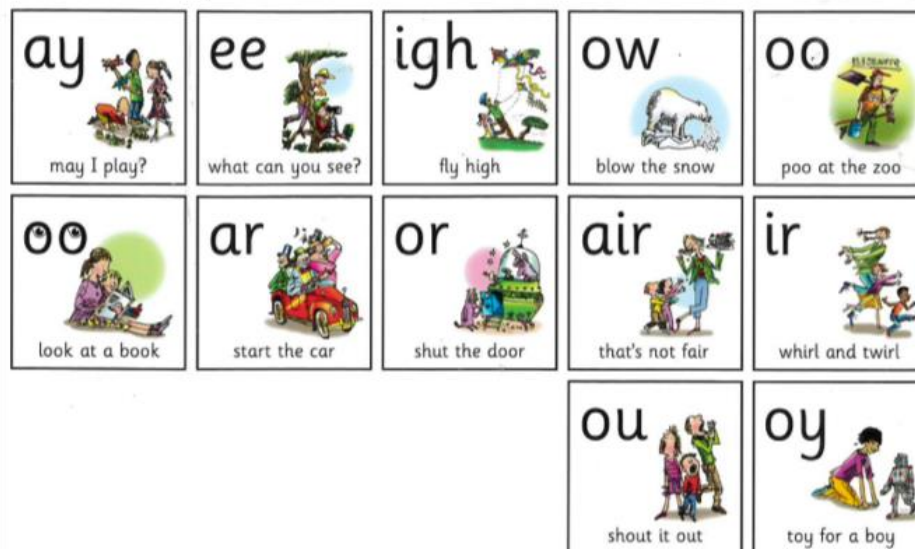 ay
may I play?
ee
what can you see?
igh
fly high
ow
blow the snow
oo
poo at the zoo
oo
look at a book
ar
start the car
or
shut the door
air
that's not fair
ir
whirl and twirl
ou
shout it out
oy
toy for a boy